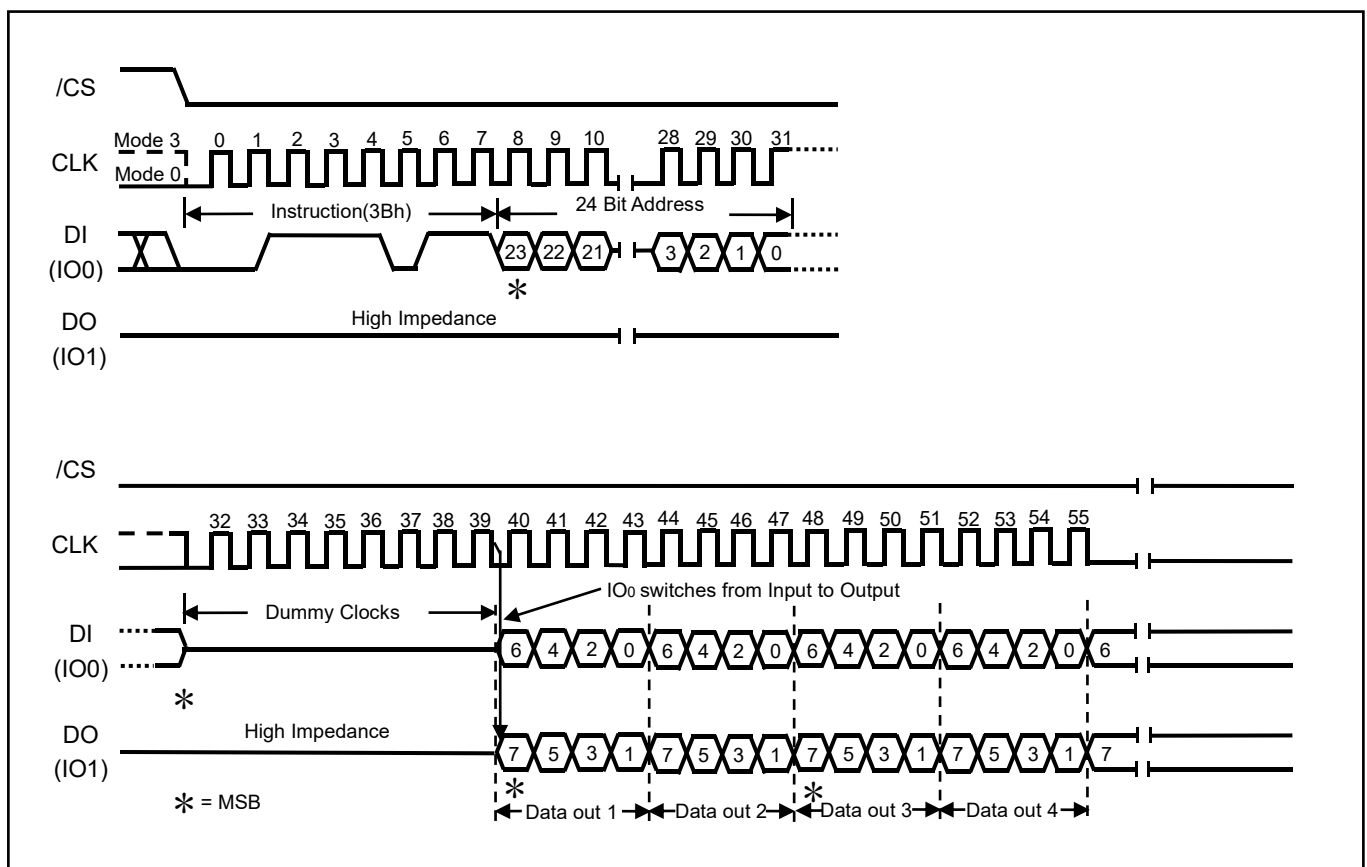 /CS
Mode 3 0 1 2 3 4 5 6 7 8 9 10 28 29 30 31
CLK
Mode 0
Instruction(3Bh) 24 Bit Address
DI
(IO0)
23 22 21 3 2 1 0
*
DO
(IO1)
High Impedance
/CS
32 33 34 35 36 37 38 39 40 41 42 43 44 45 46 47 48 49 50 51 52 53 54 55
CLK
IO0 switches from Input to Output
Dummy Clocks
DI
(IO0)
6 4 2 0 6 4 2 0 6 4 2 0 6 4 2 0 6
*
High Impedance
DO
(IO1)
7 5 3 1 7 5 3 1 7 5 3 1 7 5 3 1 7
* *
* = MSB
Data out 1 Data out 2 Data out 3 Data out 4